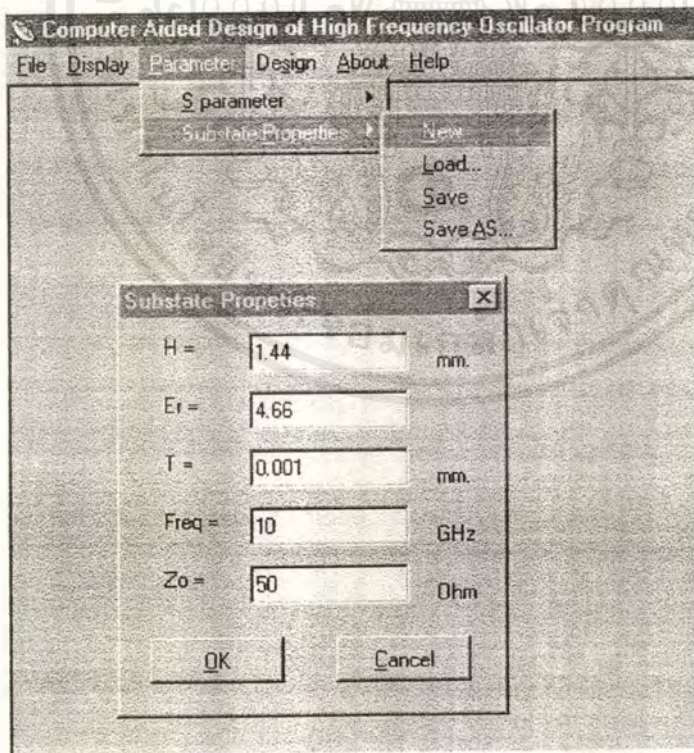 Computer Aided Design of High Frequency Oscillator Program
File Display Parameter Design About Help
S parameter
Substate Properties
New
Load...
Save
Save AS...
Substate Propeties
H = 1.44 mm.
Er = 4.66
T = 0.001 mm.
Freq = 10 GHz
Zo = 50 Ohm
OK Cancel